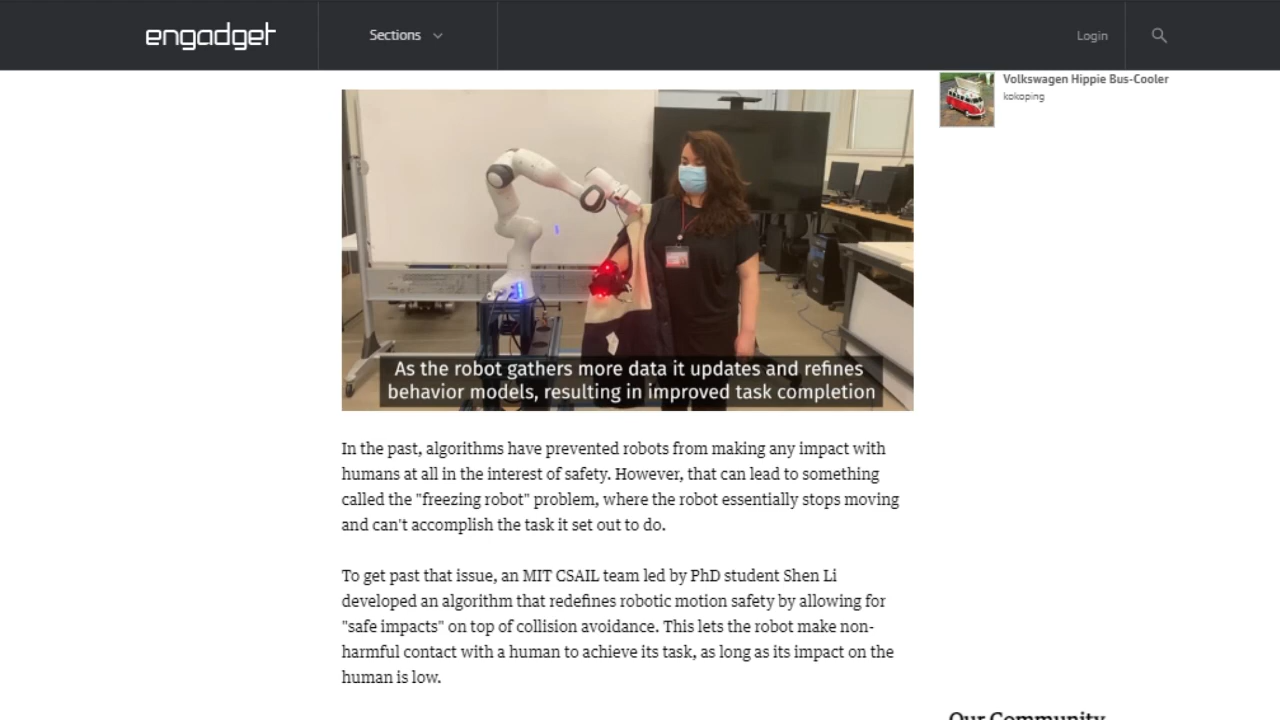 engadget
Sections
Login
Volkswagen Hippie Bus-Cooler
kokoping
As the robot gathers more data it updates and refines
behavior models, resulting in improved task completion
In the past, algorithms have prevented robots from making any impact with
humans at all in the interest of safety. However, that can lead to something
called the "freezing robot" problem, where the robot essentially stops moving
and can't accomplish the task it set out to do.
To get past that issue, an MIT CSAIL team led by PhD student Shen Li
developed an algorithm that redefines robotic motion safety by allowing for
"safe impacts" on top of collision avoidance. This lets the robot make non-
harmful contact with a human to achieve its task, as long as its impact on the
human is low.
Our Community